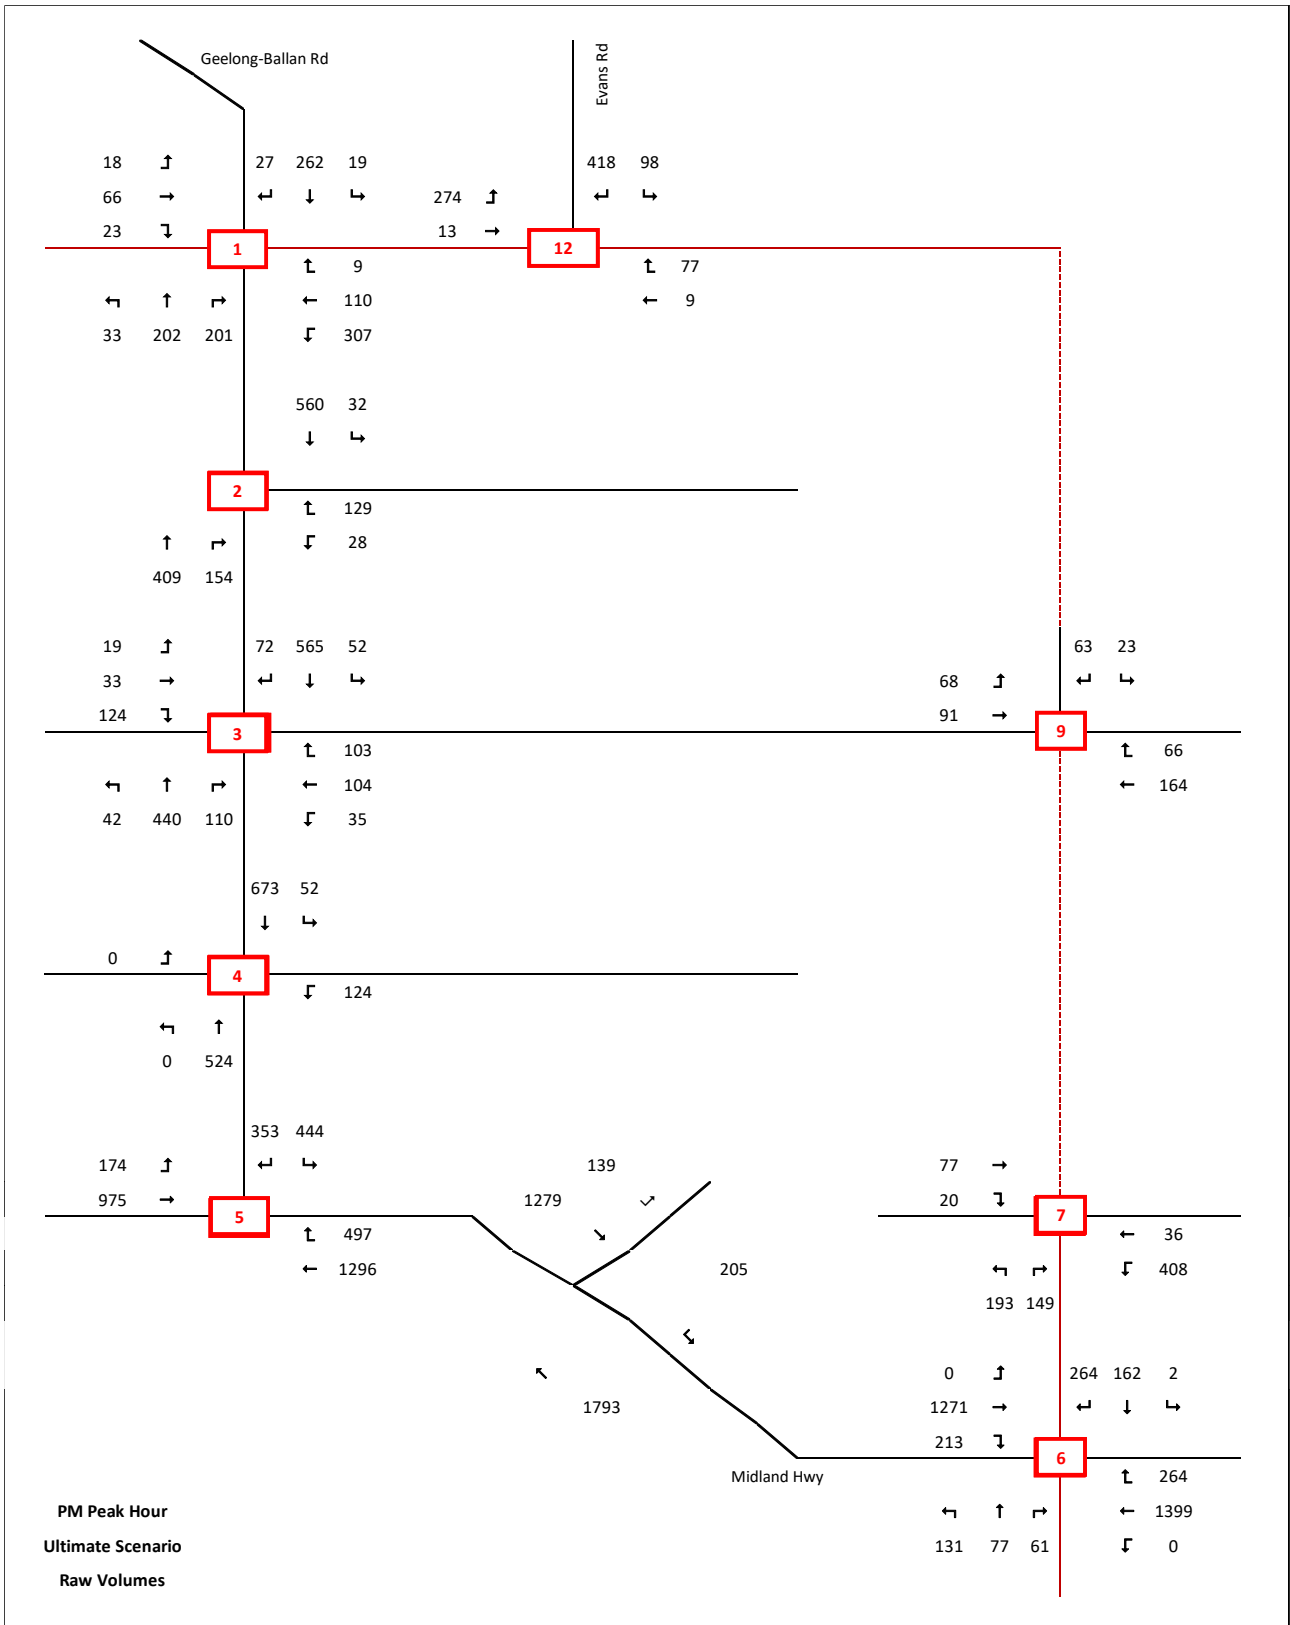 Geelong-Ballan Rd
Evans Rd
18 27 262 19 418 98
66 274
23 13
1 12
9 77
110 9
33 202 201 307
560 32
2
129
28
409 154
19 72 565 52 63 23
33 68
124 91
3 9
103 66
104 164
42 440 110 35
673 52
0
4
124
0 524
353 444
174 139 77
975 1279 20
5 7
497 36
1296 205 408
193 149
0 264 162 2
1793 1271
213
6
Midland Hwy
264
PM Peak Hour 1399
Ultimate Scenario 131 77 61 0
Raw Volumes